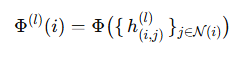 Φ^{(l)}(i) = Φ({ h^{(l)}_{(i,j)} }_{j∈𝒩(i)})